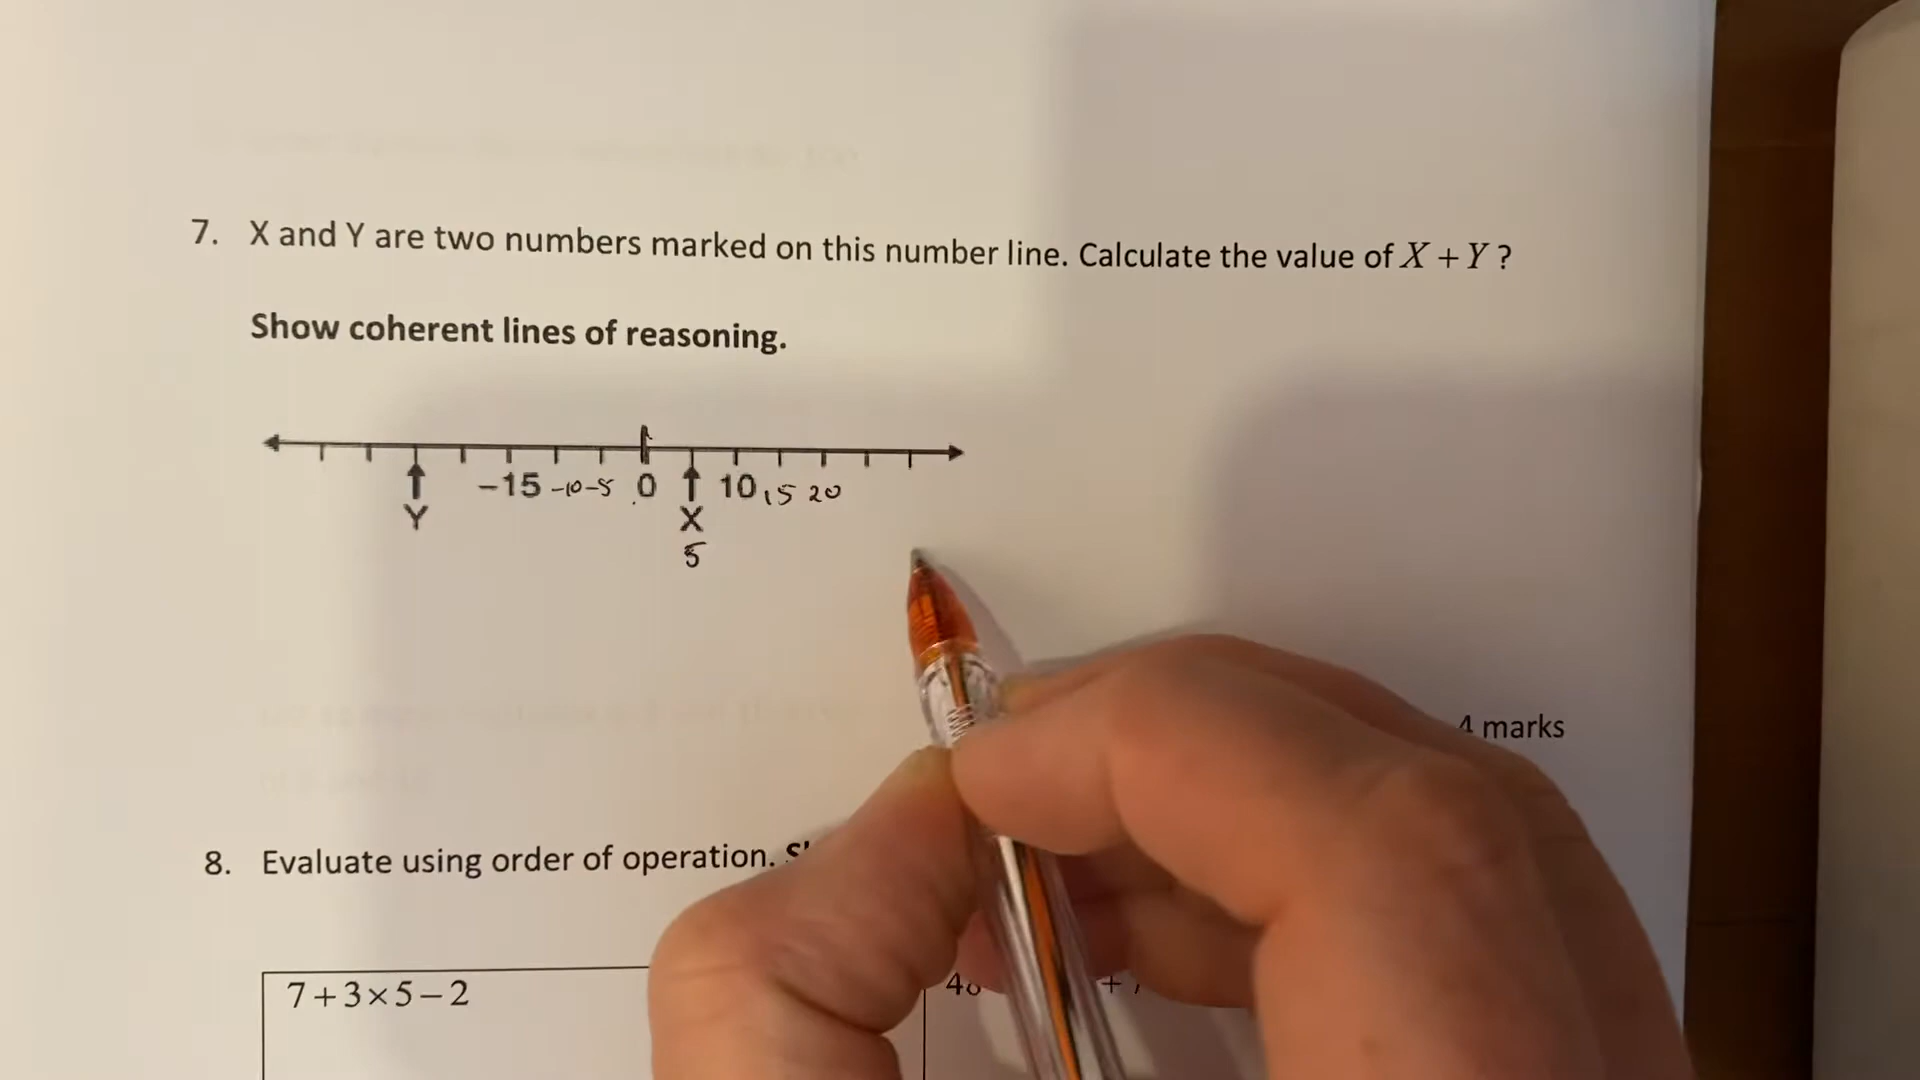 7. X and Y are two numbers marked on this number line. Calculate the value of X + Y ?
Show coherent lines of reasoning.
-15 -10 -5 0 10 15 20
Y X
5
4 marks
8. Evaluate using order of operation.
7+3×5-2
+